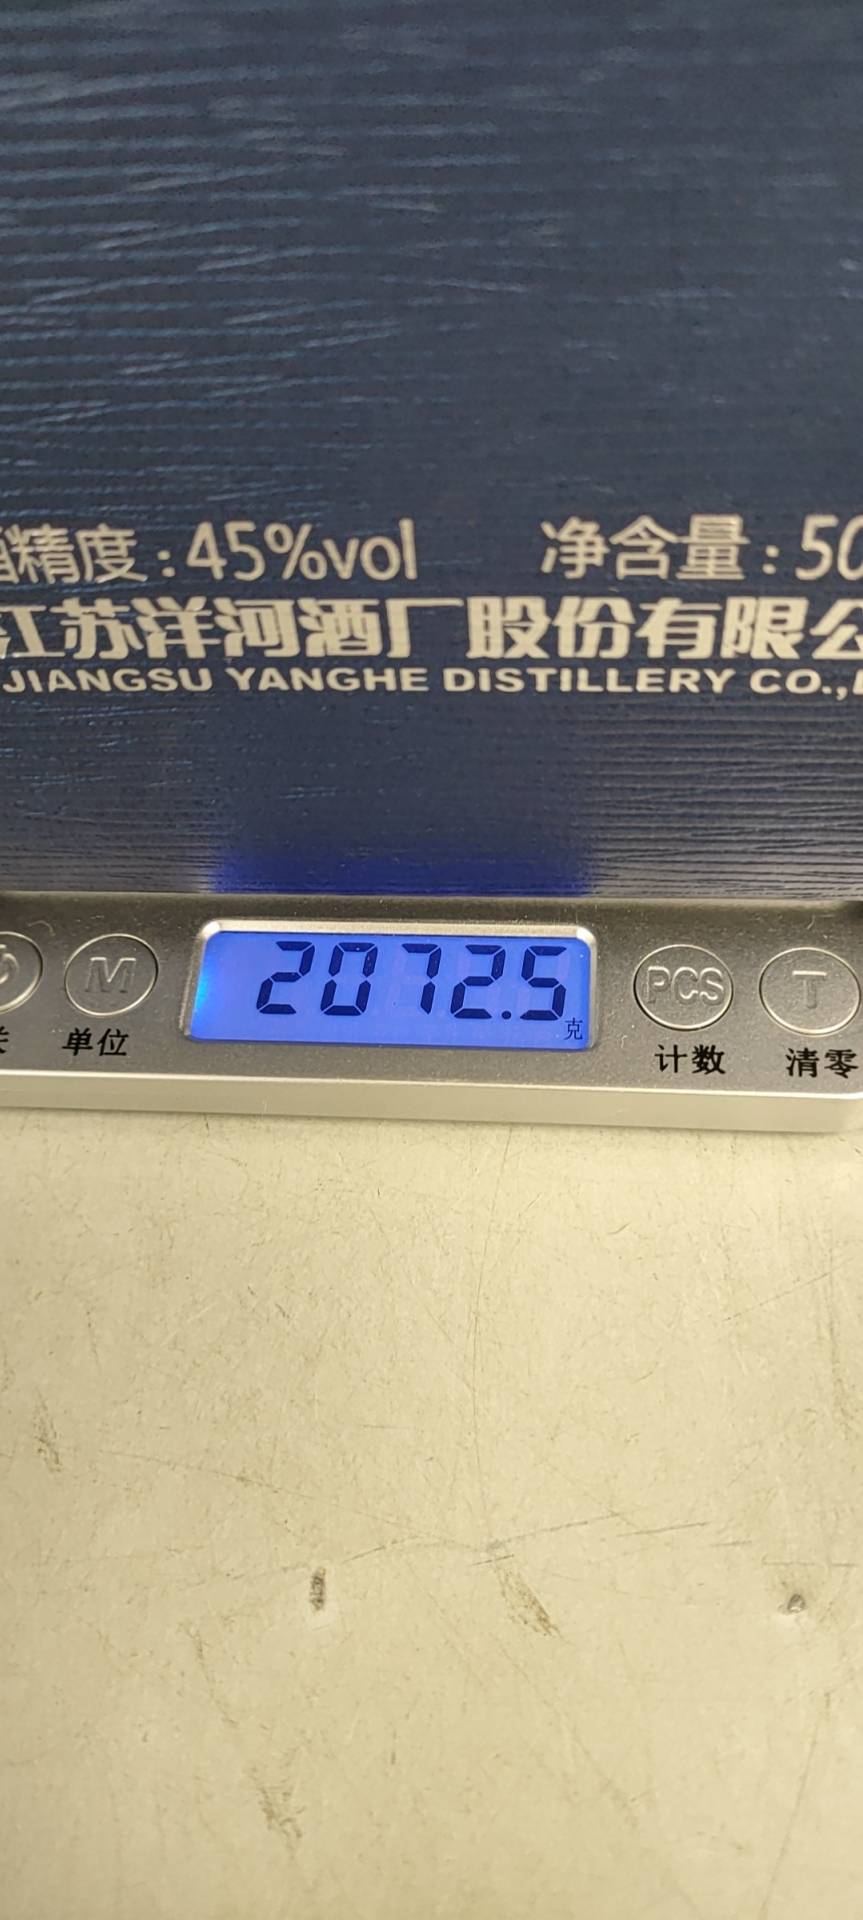 酒精度:45%vol 净含量:50
江苏洋河酒厂股份有限公
JIANGSU YANGHE DISTILLERY CO.,L
2072.5 克
M PCS T
关 单位 计数 清零